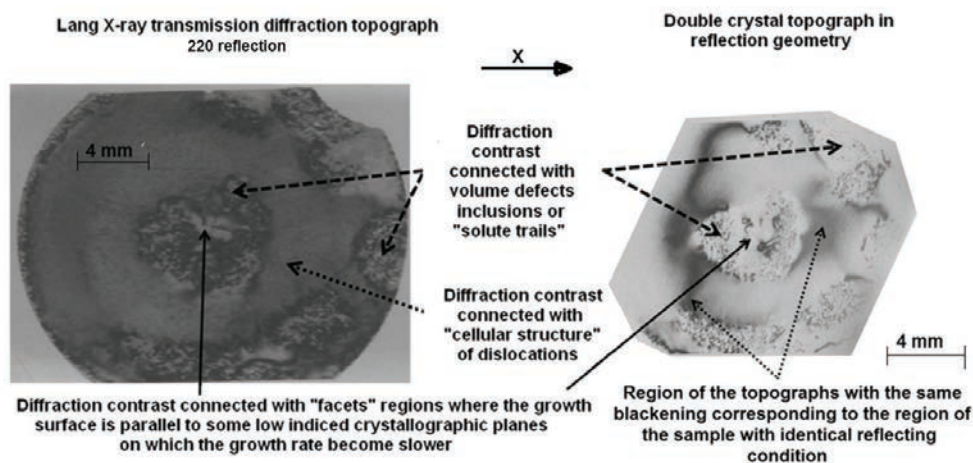 Lang X-ray transmission diffraction topograph
220 reflection
Double crystal topograph in
reflection geometry
X
4 mm
Diffraction
contrast
connected with
volume defects
inclusions or
"solute trails"
Diffraction contrast
connected with
"cellular structure"
of dislocations
4 mm
Diffraction contrast connected with "facets" regions where the growth
surface is parallel to some low indiced crystallographic planes
on which the growth rate become slower
Region of the topographs with the same
blackening corresponding to the region of
the sample with identical reflecting
condition